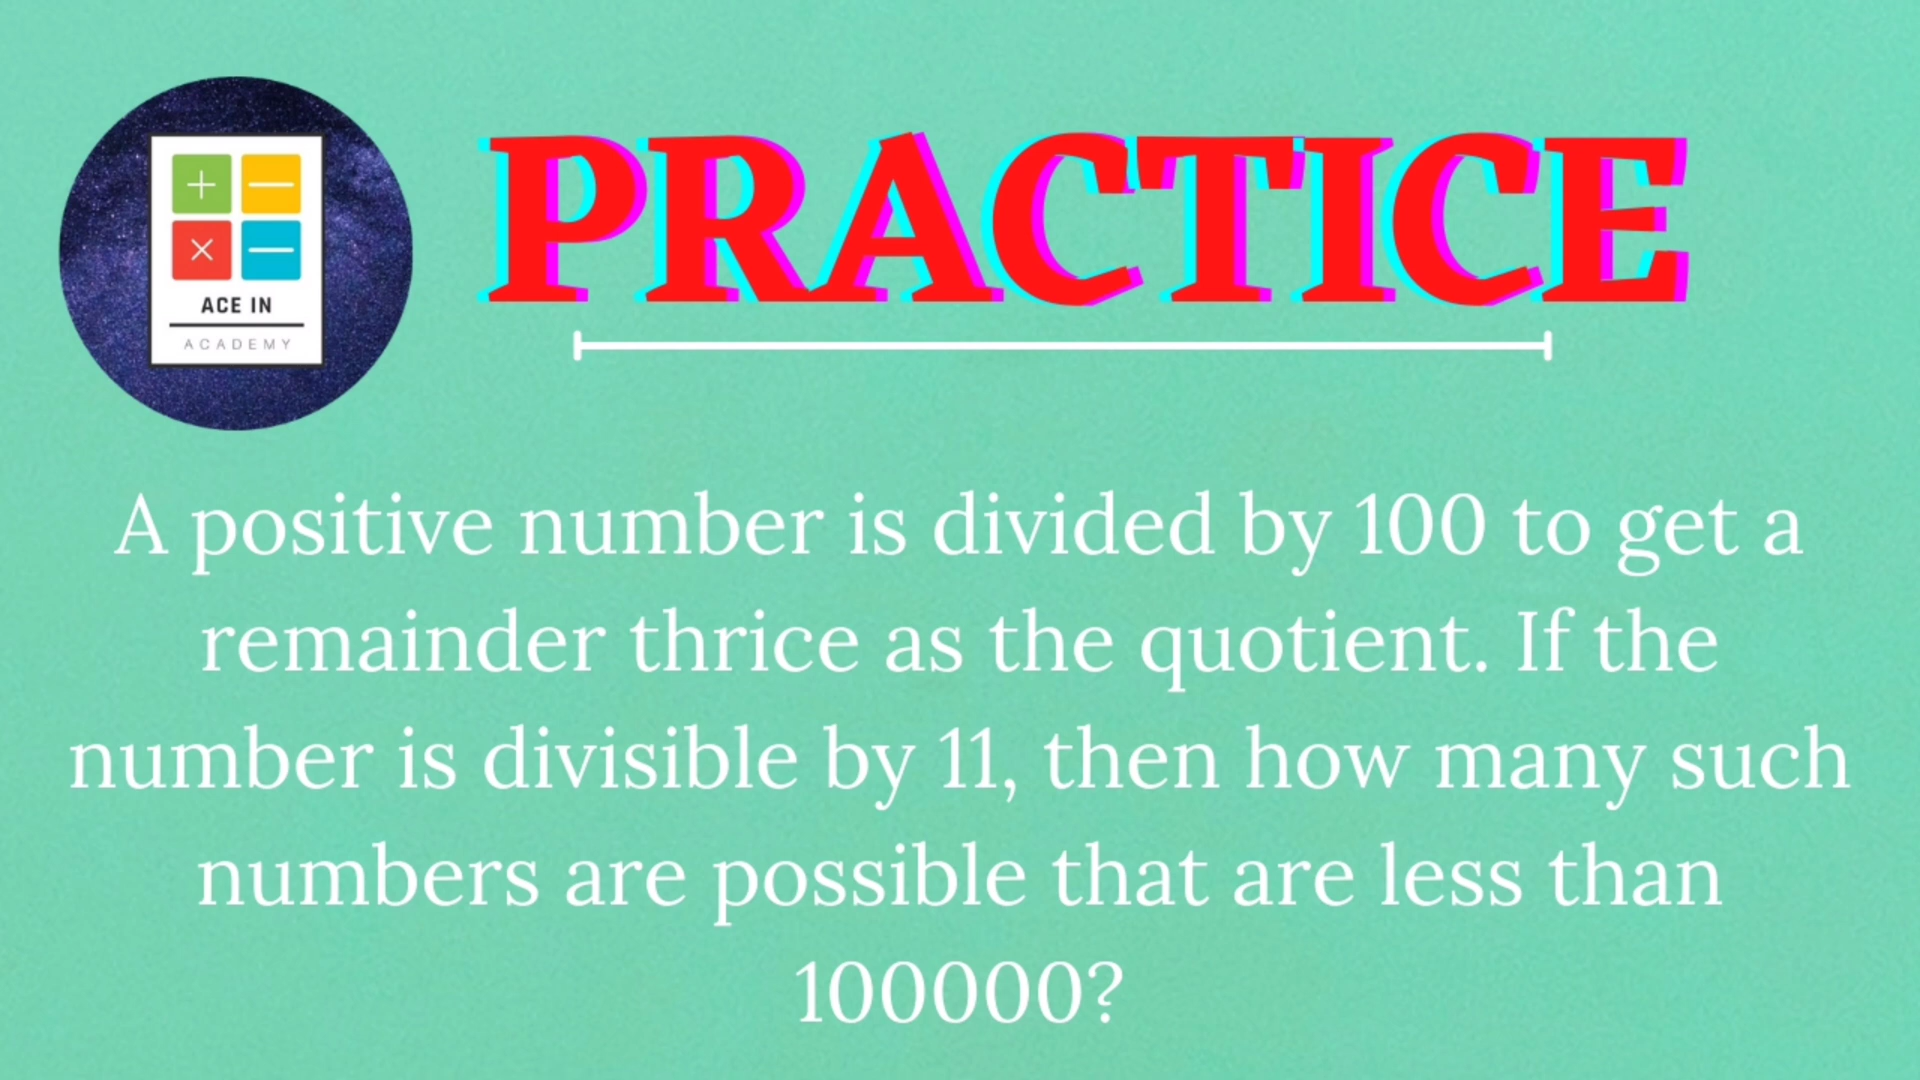 ACE IN
ACADEMY
PRACTICE
A positive number is divided by 100 to get a
remainder thrice as the quotient. If the
number is divisible by 11, then how many such
numbers are possible that are less than
100000?